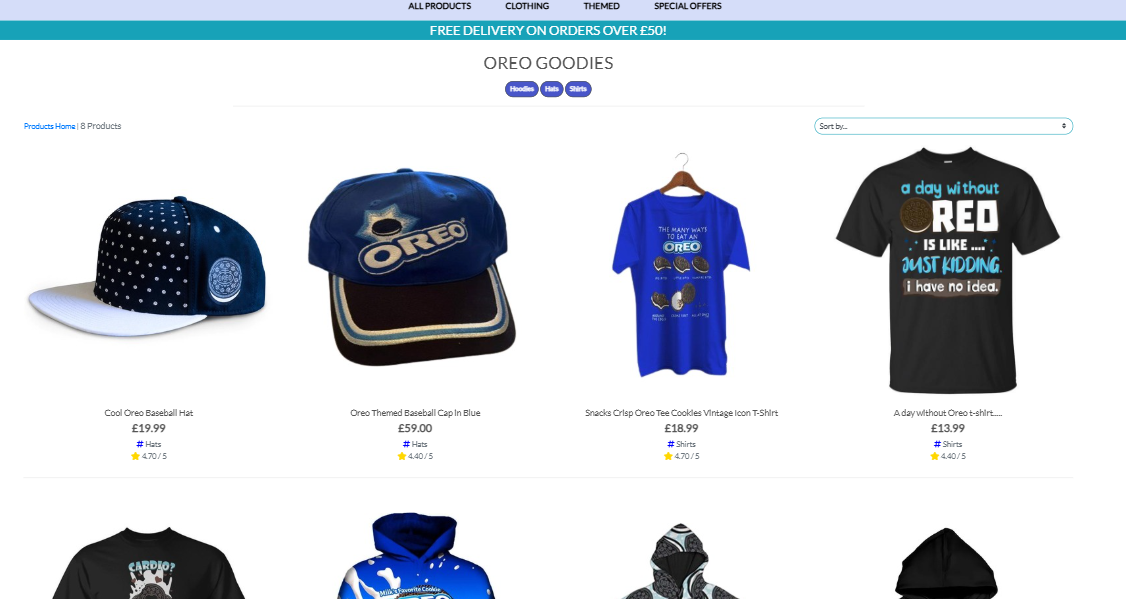 ALL PRODUCTS CLOTHING THEMED SPECIAL OFFERS
FREE DELIVERY ON ORDERS OVER £50!
OREO GOODIES
Hoodies Hats Shirts
Products Home | 8 Products
Sort by...
OREO
THE MANY WAYS
TO EAT AN
OREO
a day without
OREO
IS LIKE ....
JUST KIDDING.
i have no idea.
Cool Oreo Baseball Hat
£19.99
# Hats
4.70 / 5
Oreo Themed Baseball Cap in Blue
£59.00
# Hats
4.40 / 5
Snacks Crisp Oreo Tee Cookies Vintage Icon T-Shirt
£18.99
# Shirts
4.70 / 5
A day without Oreo t-shirt.....
£13.99
# Shirts
4.40 / 5
CARDIO?
Milk's Favorite Cookie
OREO